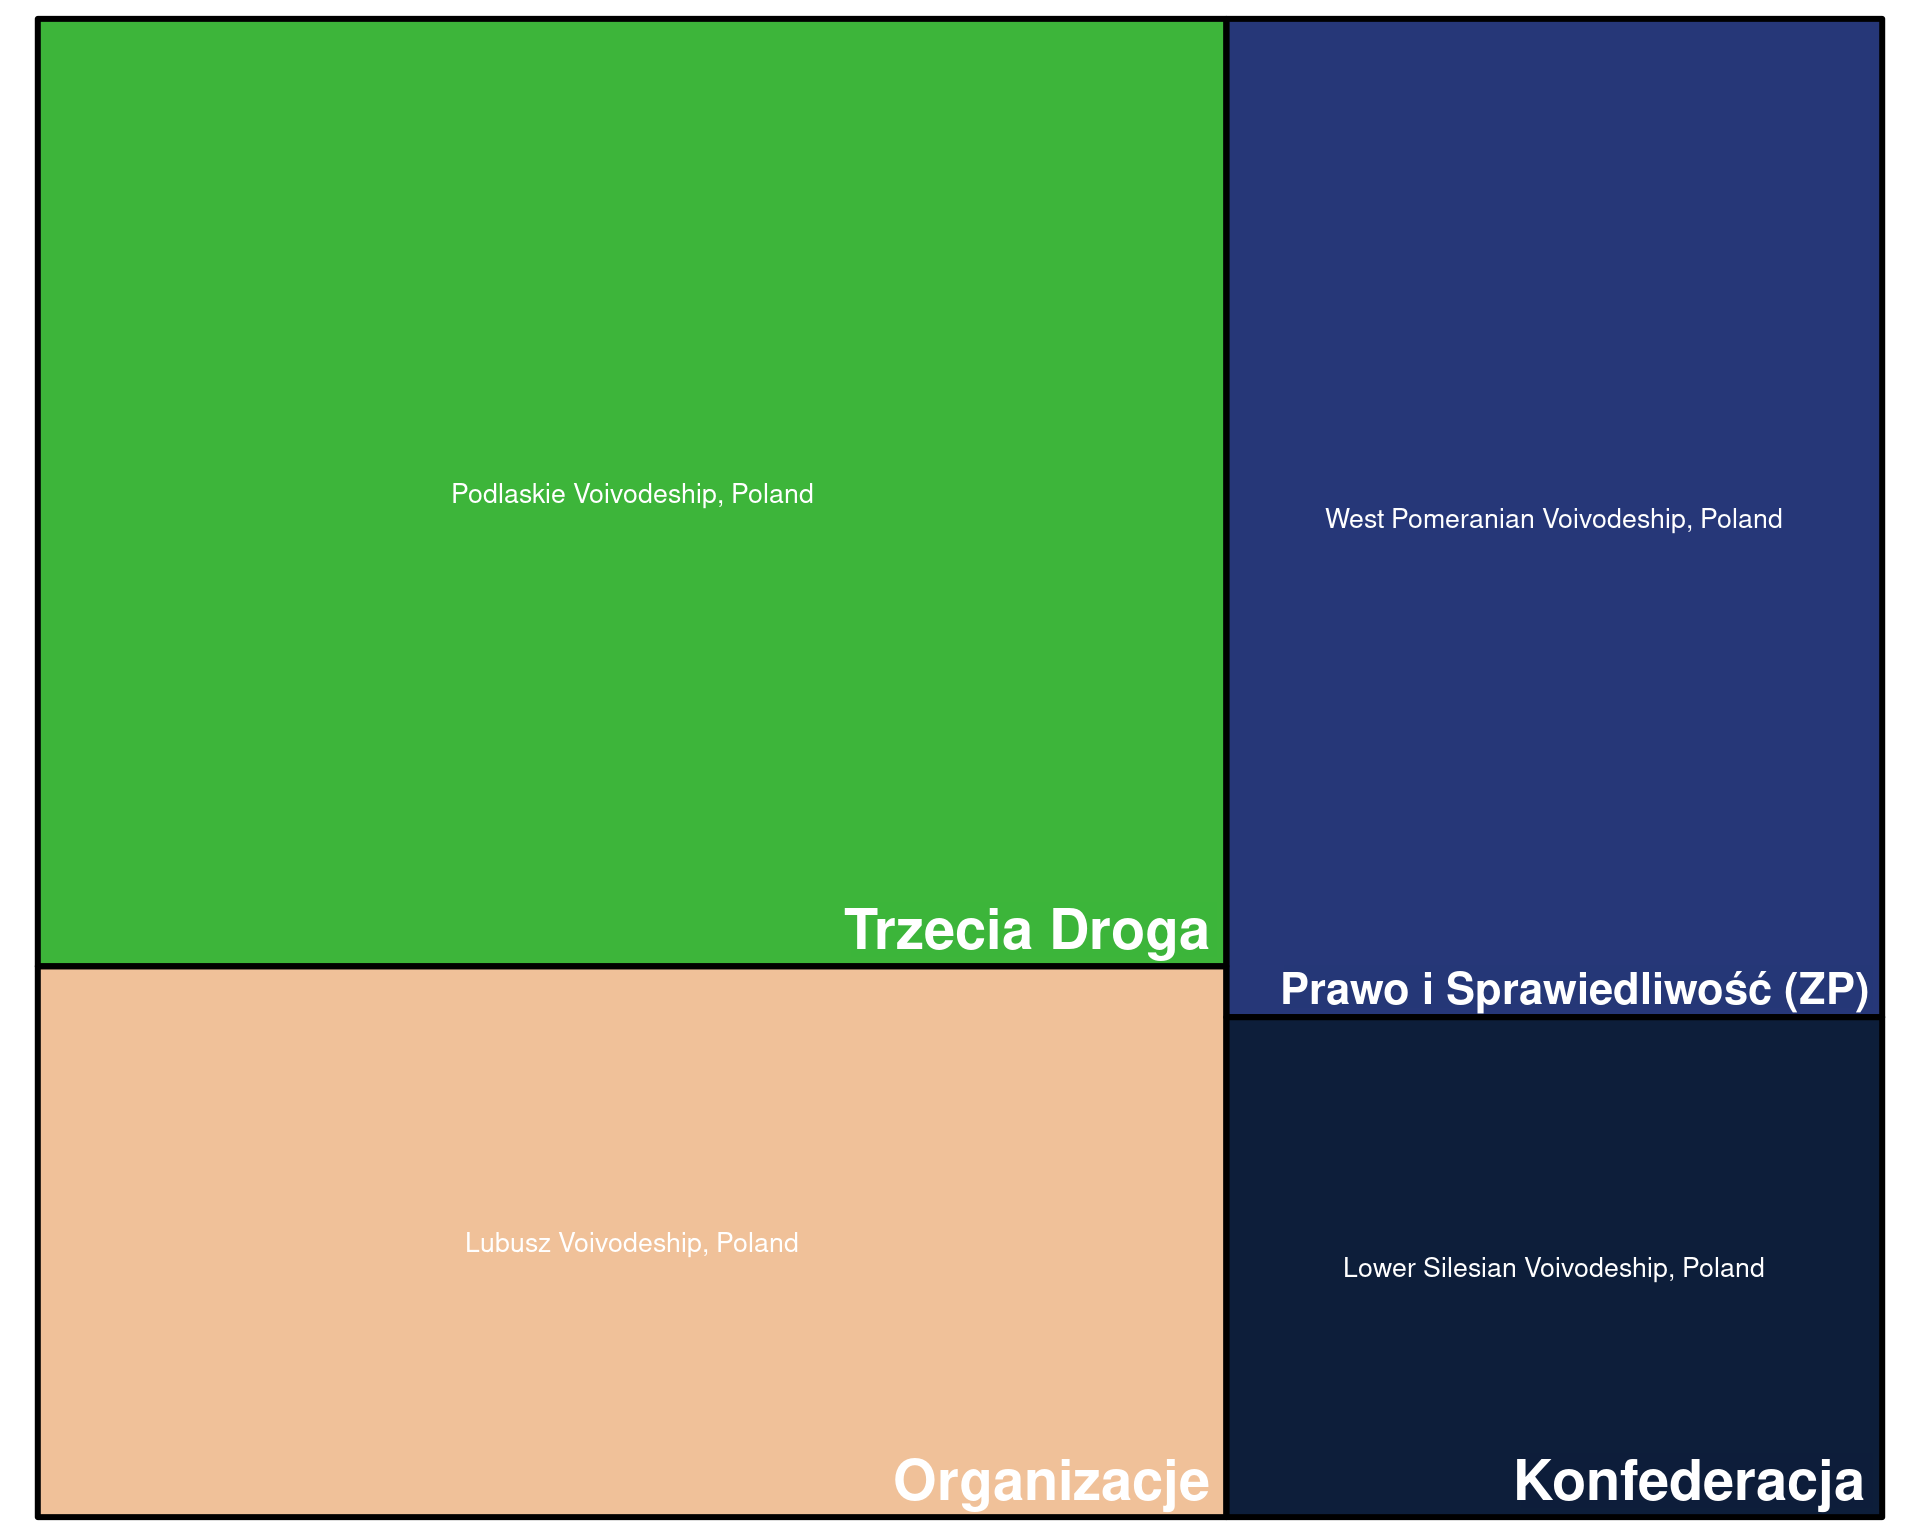 Podlaskie Voivodeship, Poland
Trzecia Droga
West Pomeranian Voivodeship, Poland
Prawo i Sprawiedliwość (ZP)
Lubusz Voivodeship, Poland
Organizacje
Lower Silesian Voivodeship, Poland
Konfederacja